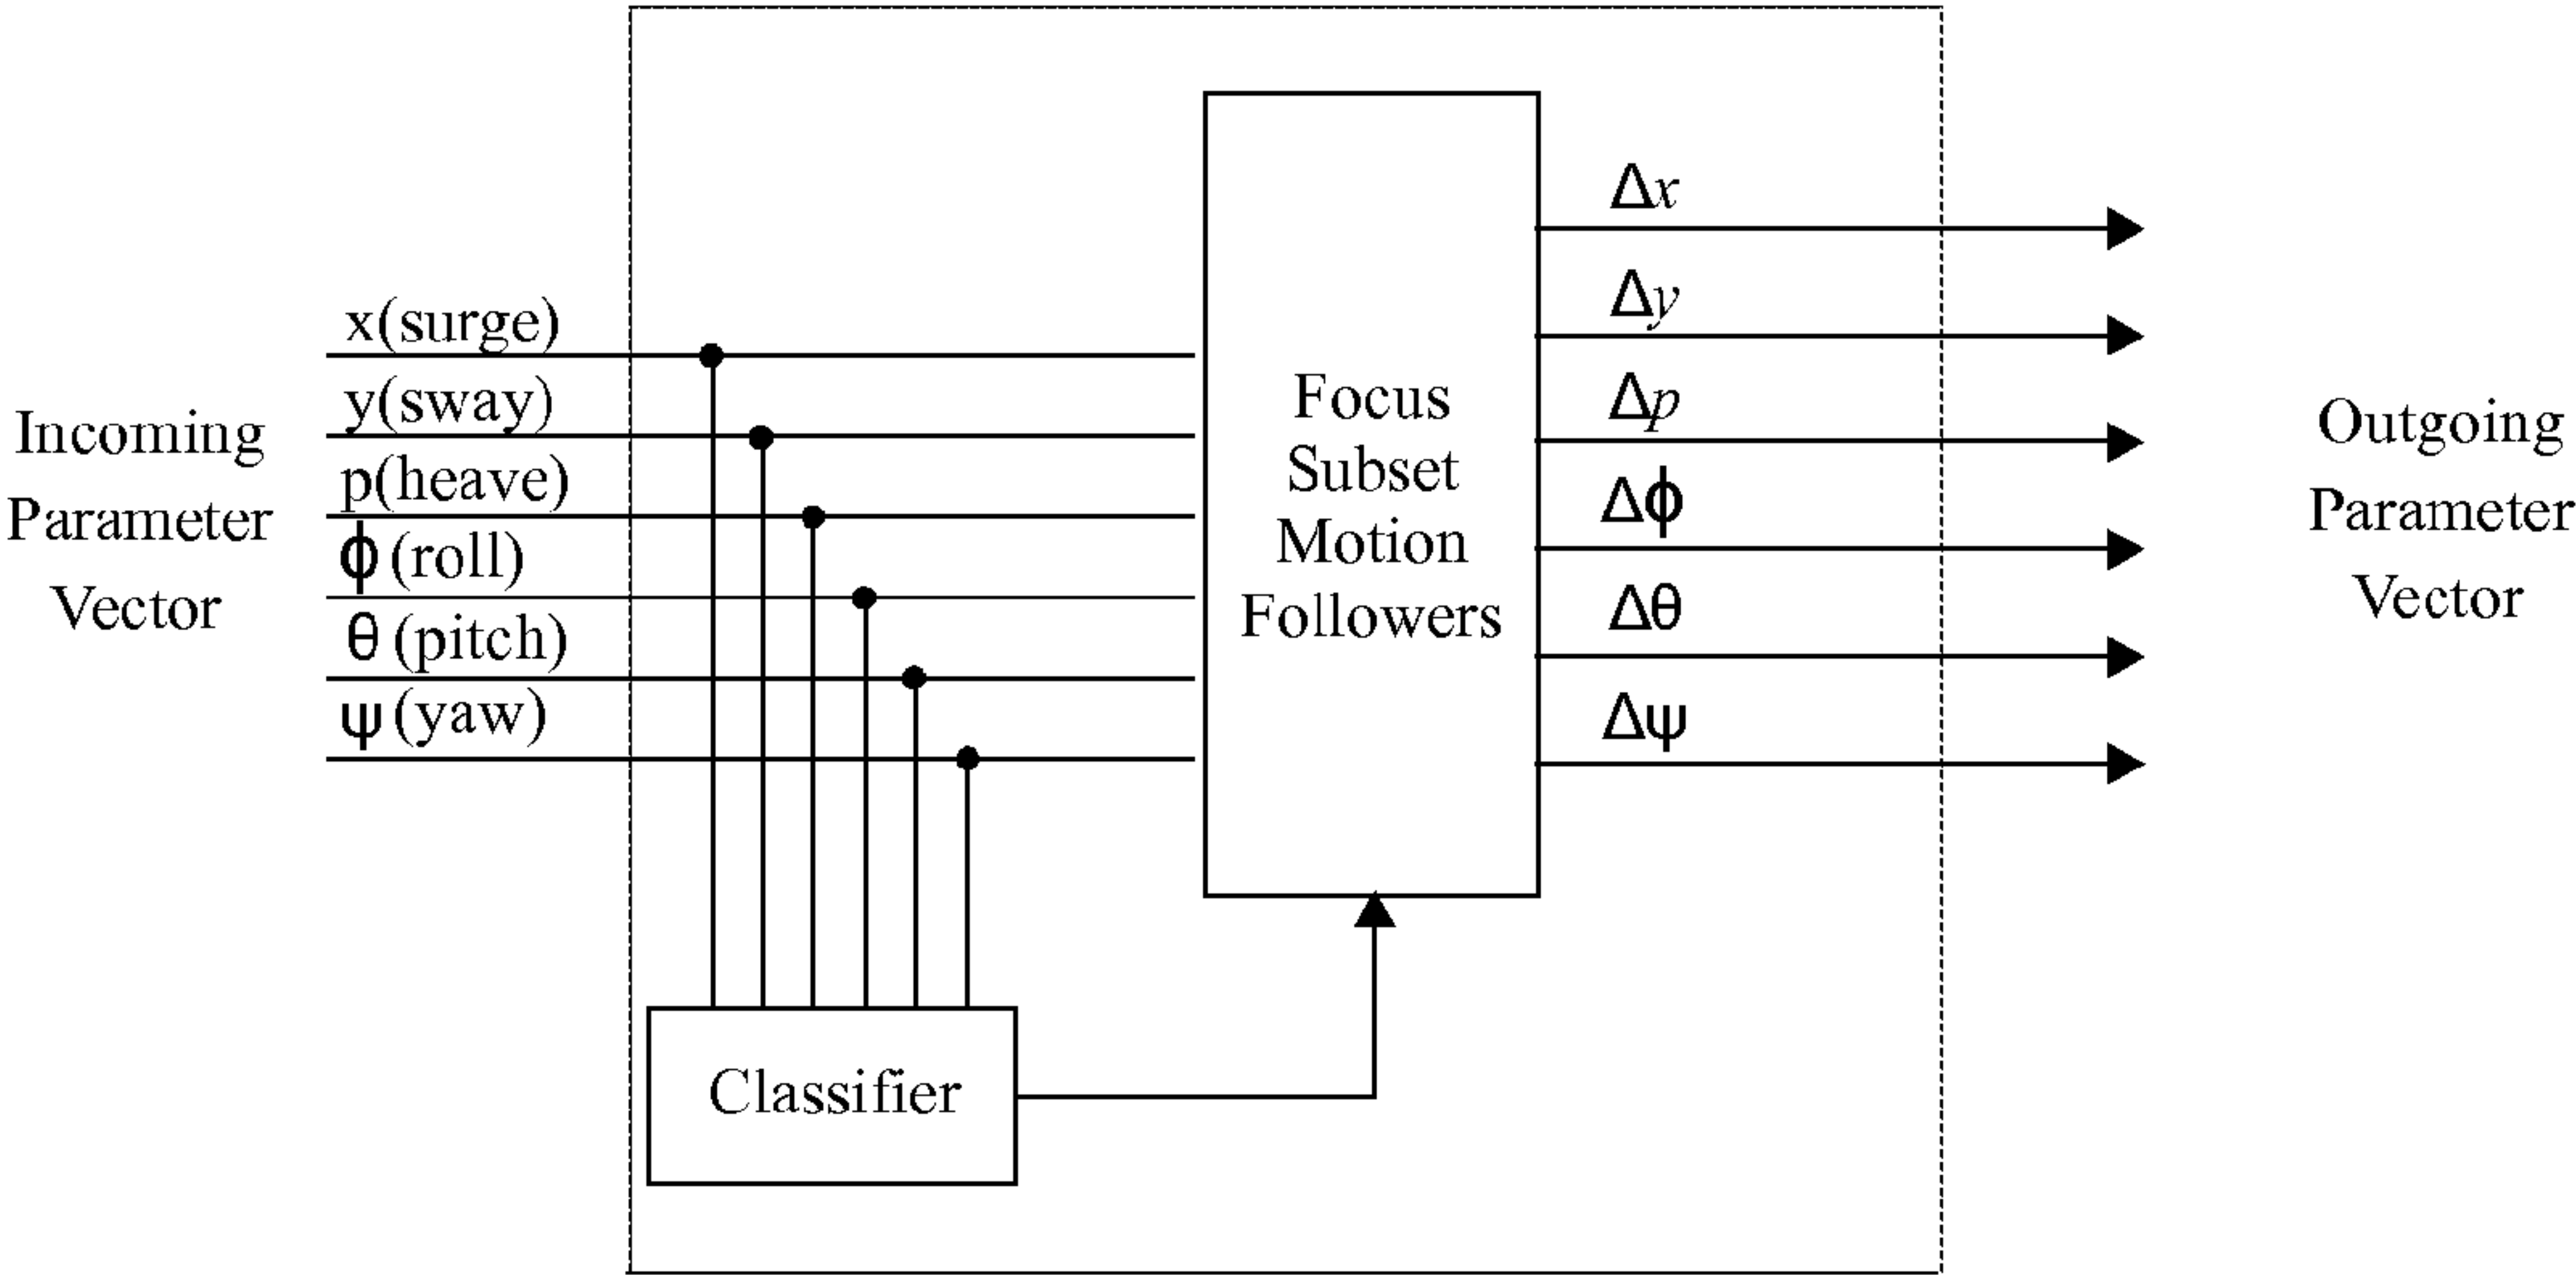 Incoming
Parameter
Vector
x(surge)
y(sway)
p(heave)
ϕ(roll)
θ(pitch)
ψ(yaw)
Classifier
Focus
Subset
Motion
Followers
Δx
Δy
Δp
Δϕ
Δθ
Δψ
Outgoing
Parameter
Vector